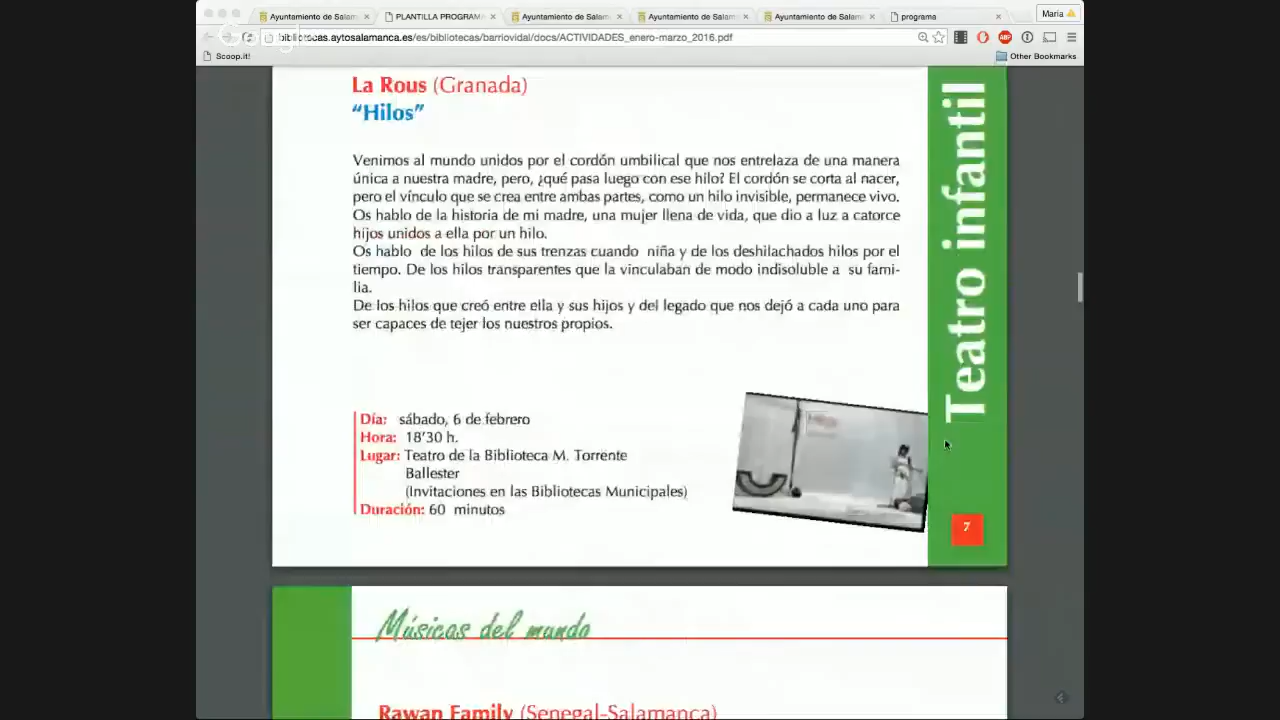 Ayuntamiento de Salam
PLANTILLA PROGRAM
Ayuntamiento de Salam
Ayuntamiento de Salam
Ayuntamiento de Salam
programa
Maria
bibliotecas.aytosalamanca.es/es/bibliotecas/barriovidal/docs/ACTIVIDADES_enero-marzo_2016.pdf
ABP
Scoop.it!
Other Bookmarks
La Rous (Granada)
“Hilos”
Venimos al mundo unidos por el cordón umbilical que nos entrelaza de una manera
única a nuestra madre, pero, ¿qué pasa luego con ese hilo? El cordón se corta al nacer,
pero el vínculo que se crea entre ambas partes, como un hilo invisible, permanece vivo.
Os hablo de la historia de mi madre, una mujer llena de vida, que dio a luz a catorce
hijos unidos a ella por un hilo.
Os hablo de los hilos de sus trenzas cuando niña y de los deshilachados hilos por el
tiempo. De los hilos transparentes que la vinculaban de modo indisoluble a su fami-
lia.
De los hilos que creó entre ella y sus hijos y del legado que nos dejó a cada uno para
ser capaces de tejer los nuestros propios.
Día: sábado, 6 de febrero
Hora: 18’30 h.
Lugar: Teatro de la Biblioteca M. Torrente
Ballester
(Invitaciones en las Bibliotecas Municipales)
Duración: 60 minutos
Teatro infantil
7
Músicas del mundo
Rawan Family (Senegal-Salamanca)